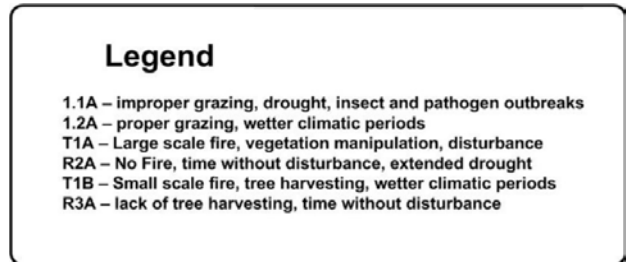 Legend
1.1A – improper grazing, drought, insect and pathogen outbreaks
1.2A – proper grazing, wetter climatic periods
T1A – Large scale fire, vegetation manipulation, disturbance
R2A – No Fire, time without disturbance, extended drought
T1B – Small scale fire, tree harvesting, wetter climatic periods
R3A – lack of tree harvesting, time without disturbance